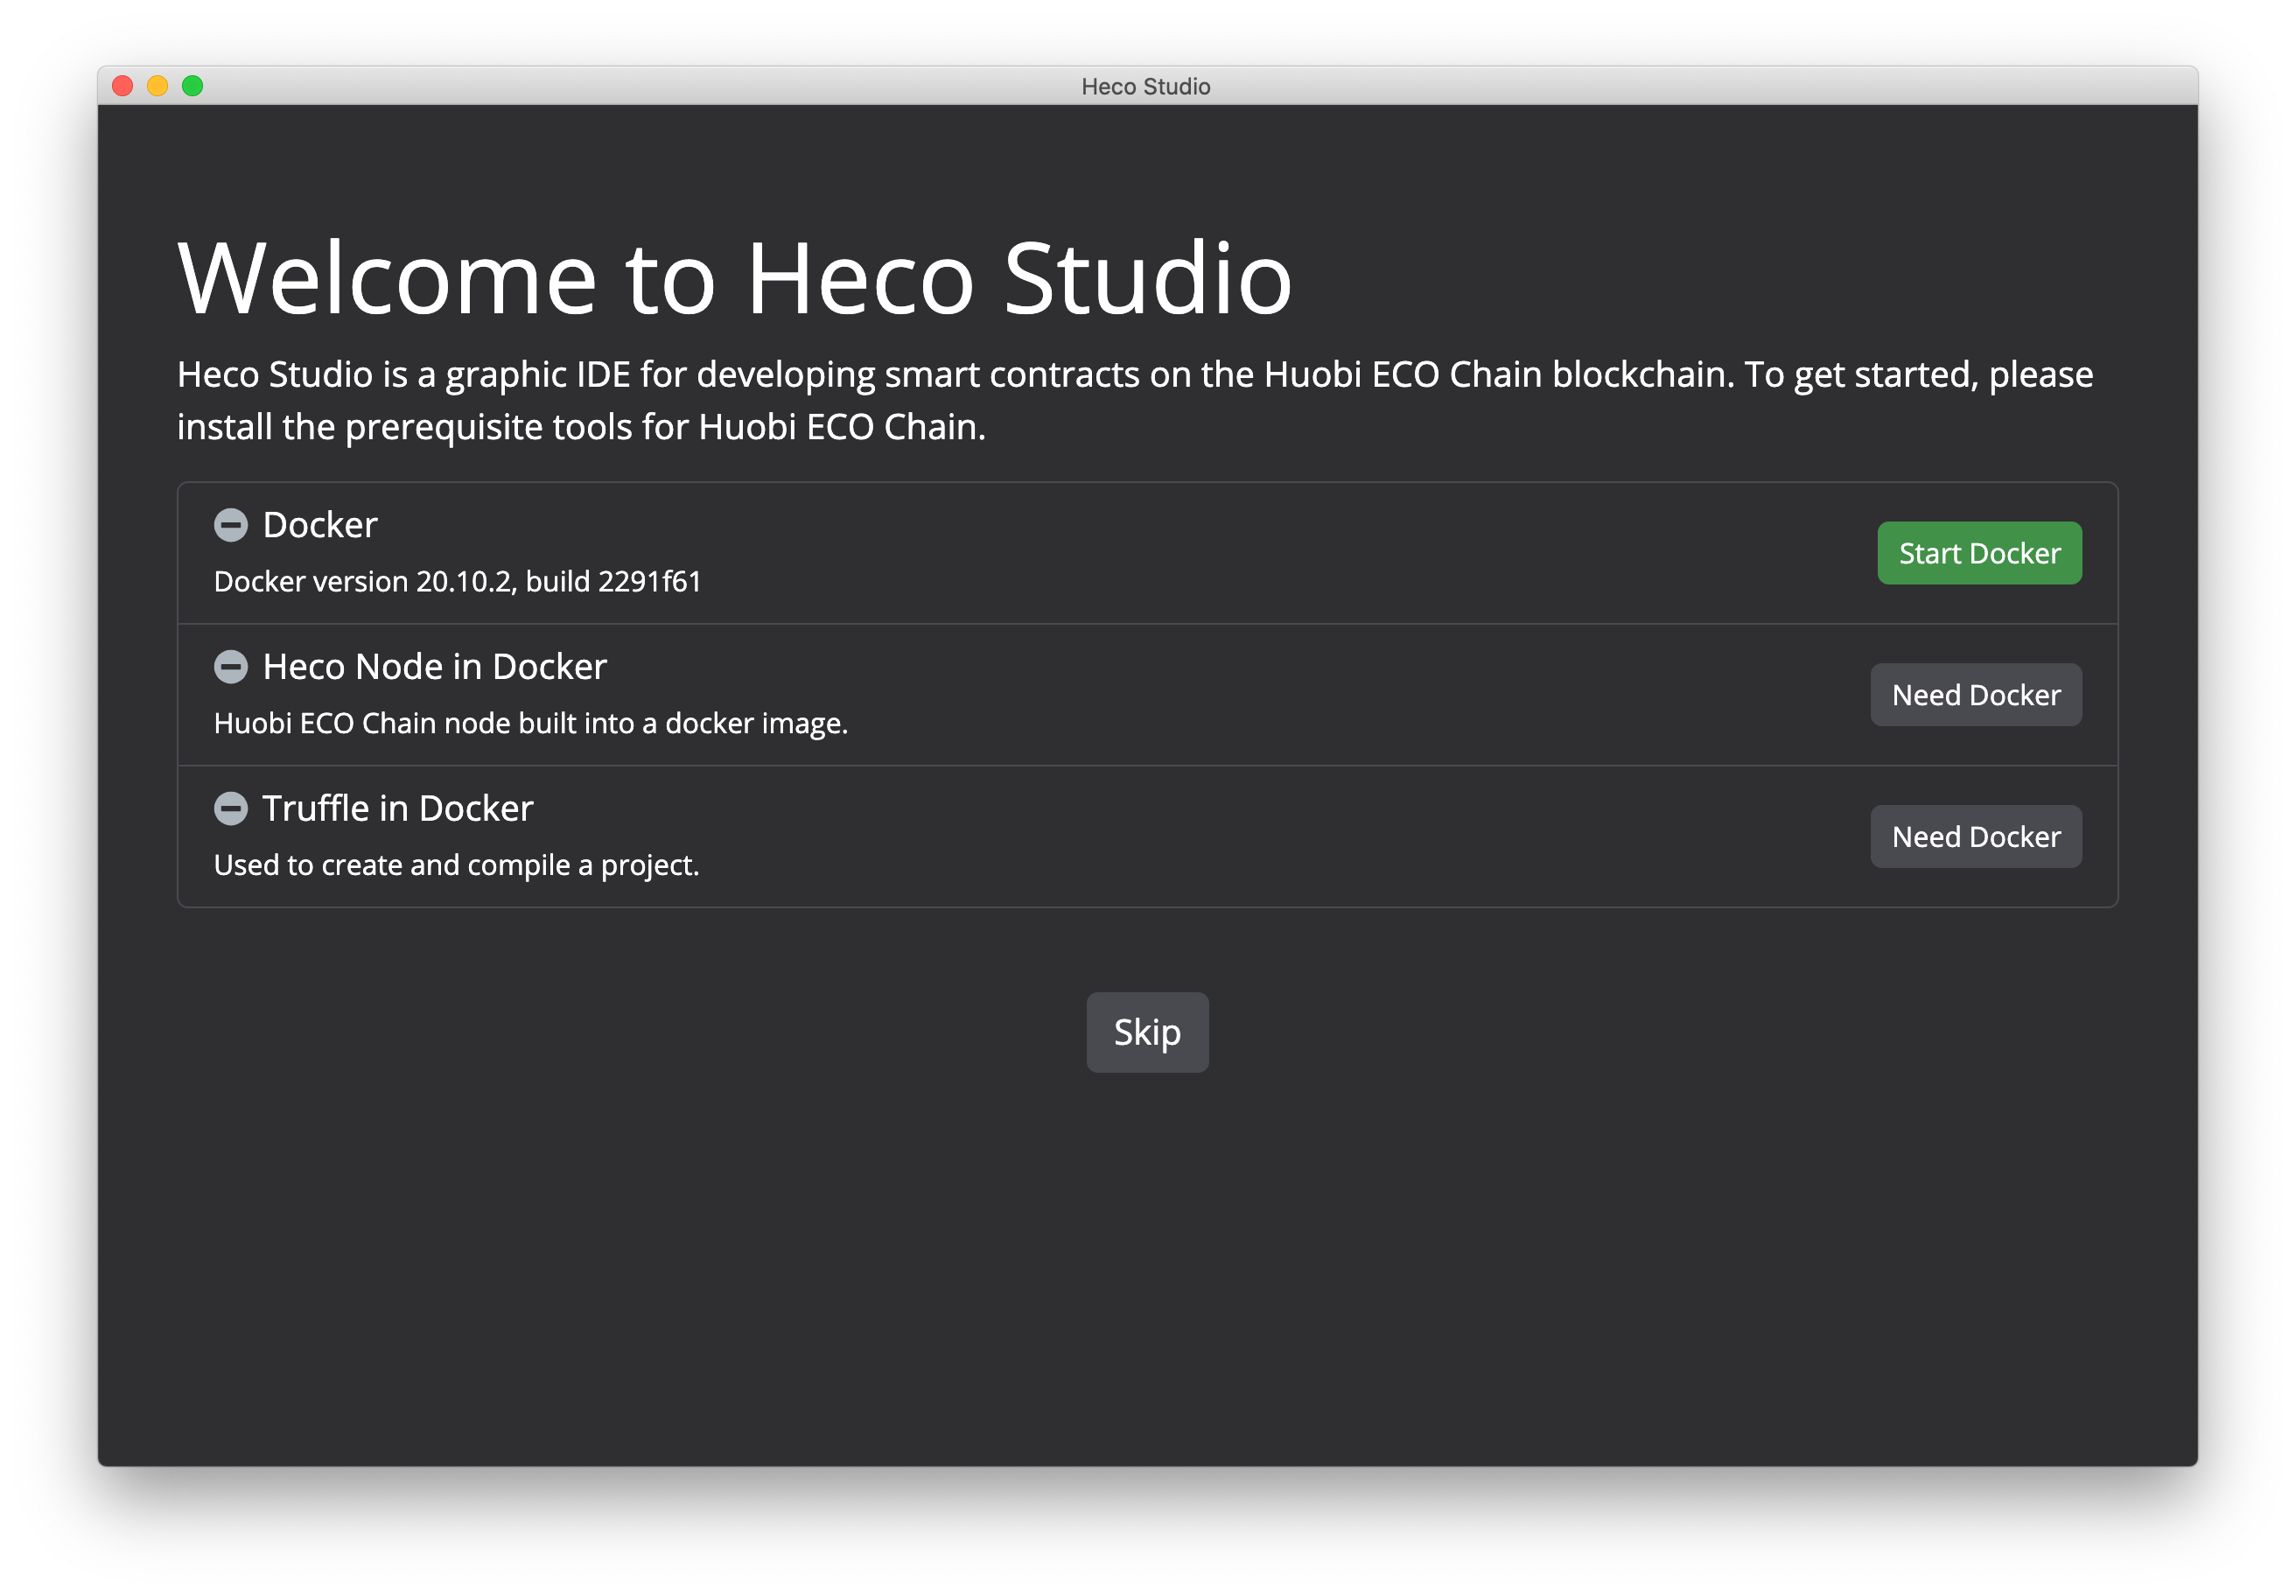 Heco Studio
Welcome to Heco Studio
Heco Studio is a graphic IDE for developing smart contracts on the Huobi ECO Chain blockchain. To get started, please
install the prerequisite tools for Huobi ECO Chain.
Docker
Start Docker
Docker version 20.10.2, build 2291f61
Heco Node in Docker
Need Docker
Huobi ECO Chain node built into a docker image.
Truffle in Docker
Need Docker
Used to create and compile a project.
Skip